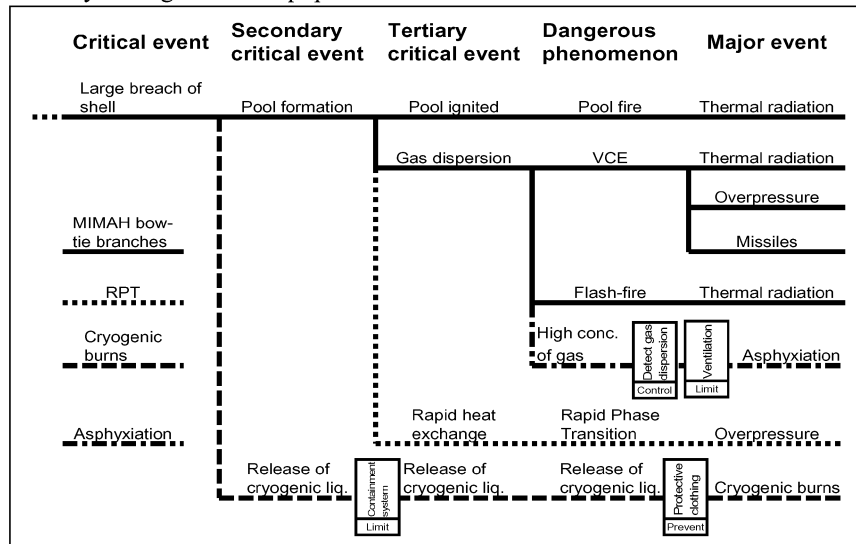 Critical event
Secondary
critical event
Tertiary
critical event
Dangerous
phenomenon
Major event
Large breach of
shell
Pool formation
Pool ignited
Pool fire
Thermal radiation
Gas dispersion
VCE
Thermal radiation
Overpressure
MIMAH bow-
tie branches
Missiles
RPT
Flash-fire
Thermal radiation
Cryogenic
burns
High conc.
of gas
Detect gas
dispersion
Control
Ventilation
Limit
Asphyxiation
Asphyxiation
Rapid heat
exchange
Rapid Phase
Transition
Overpressure
Release of
cryogenic liq.
Containment
system
Limit
Release of
cryogenic liq.
Release of
cryogenic liq.
Protective
clothing
Prevent
Cryogenic burns